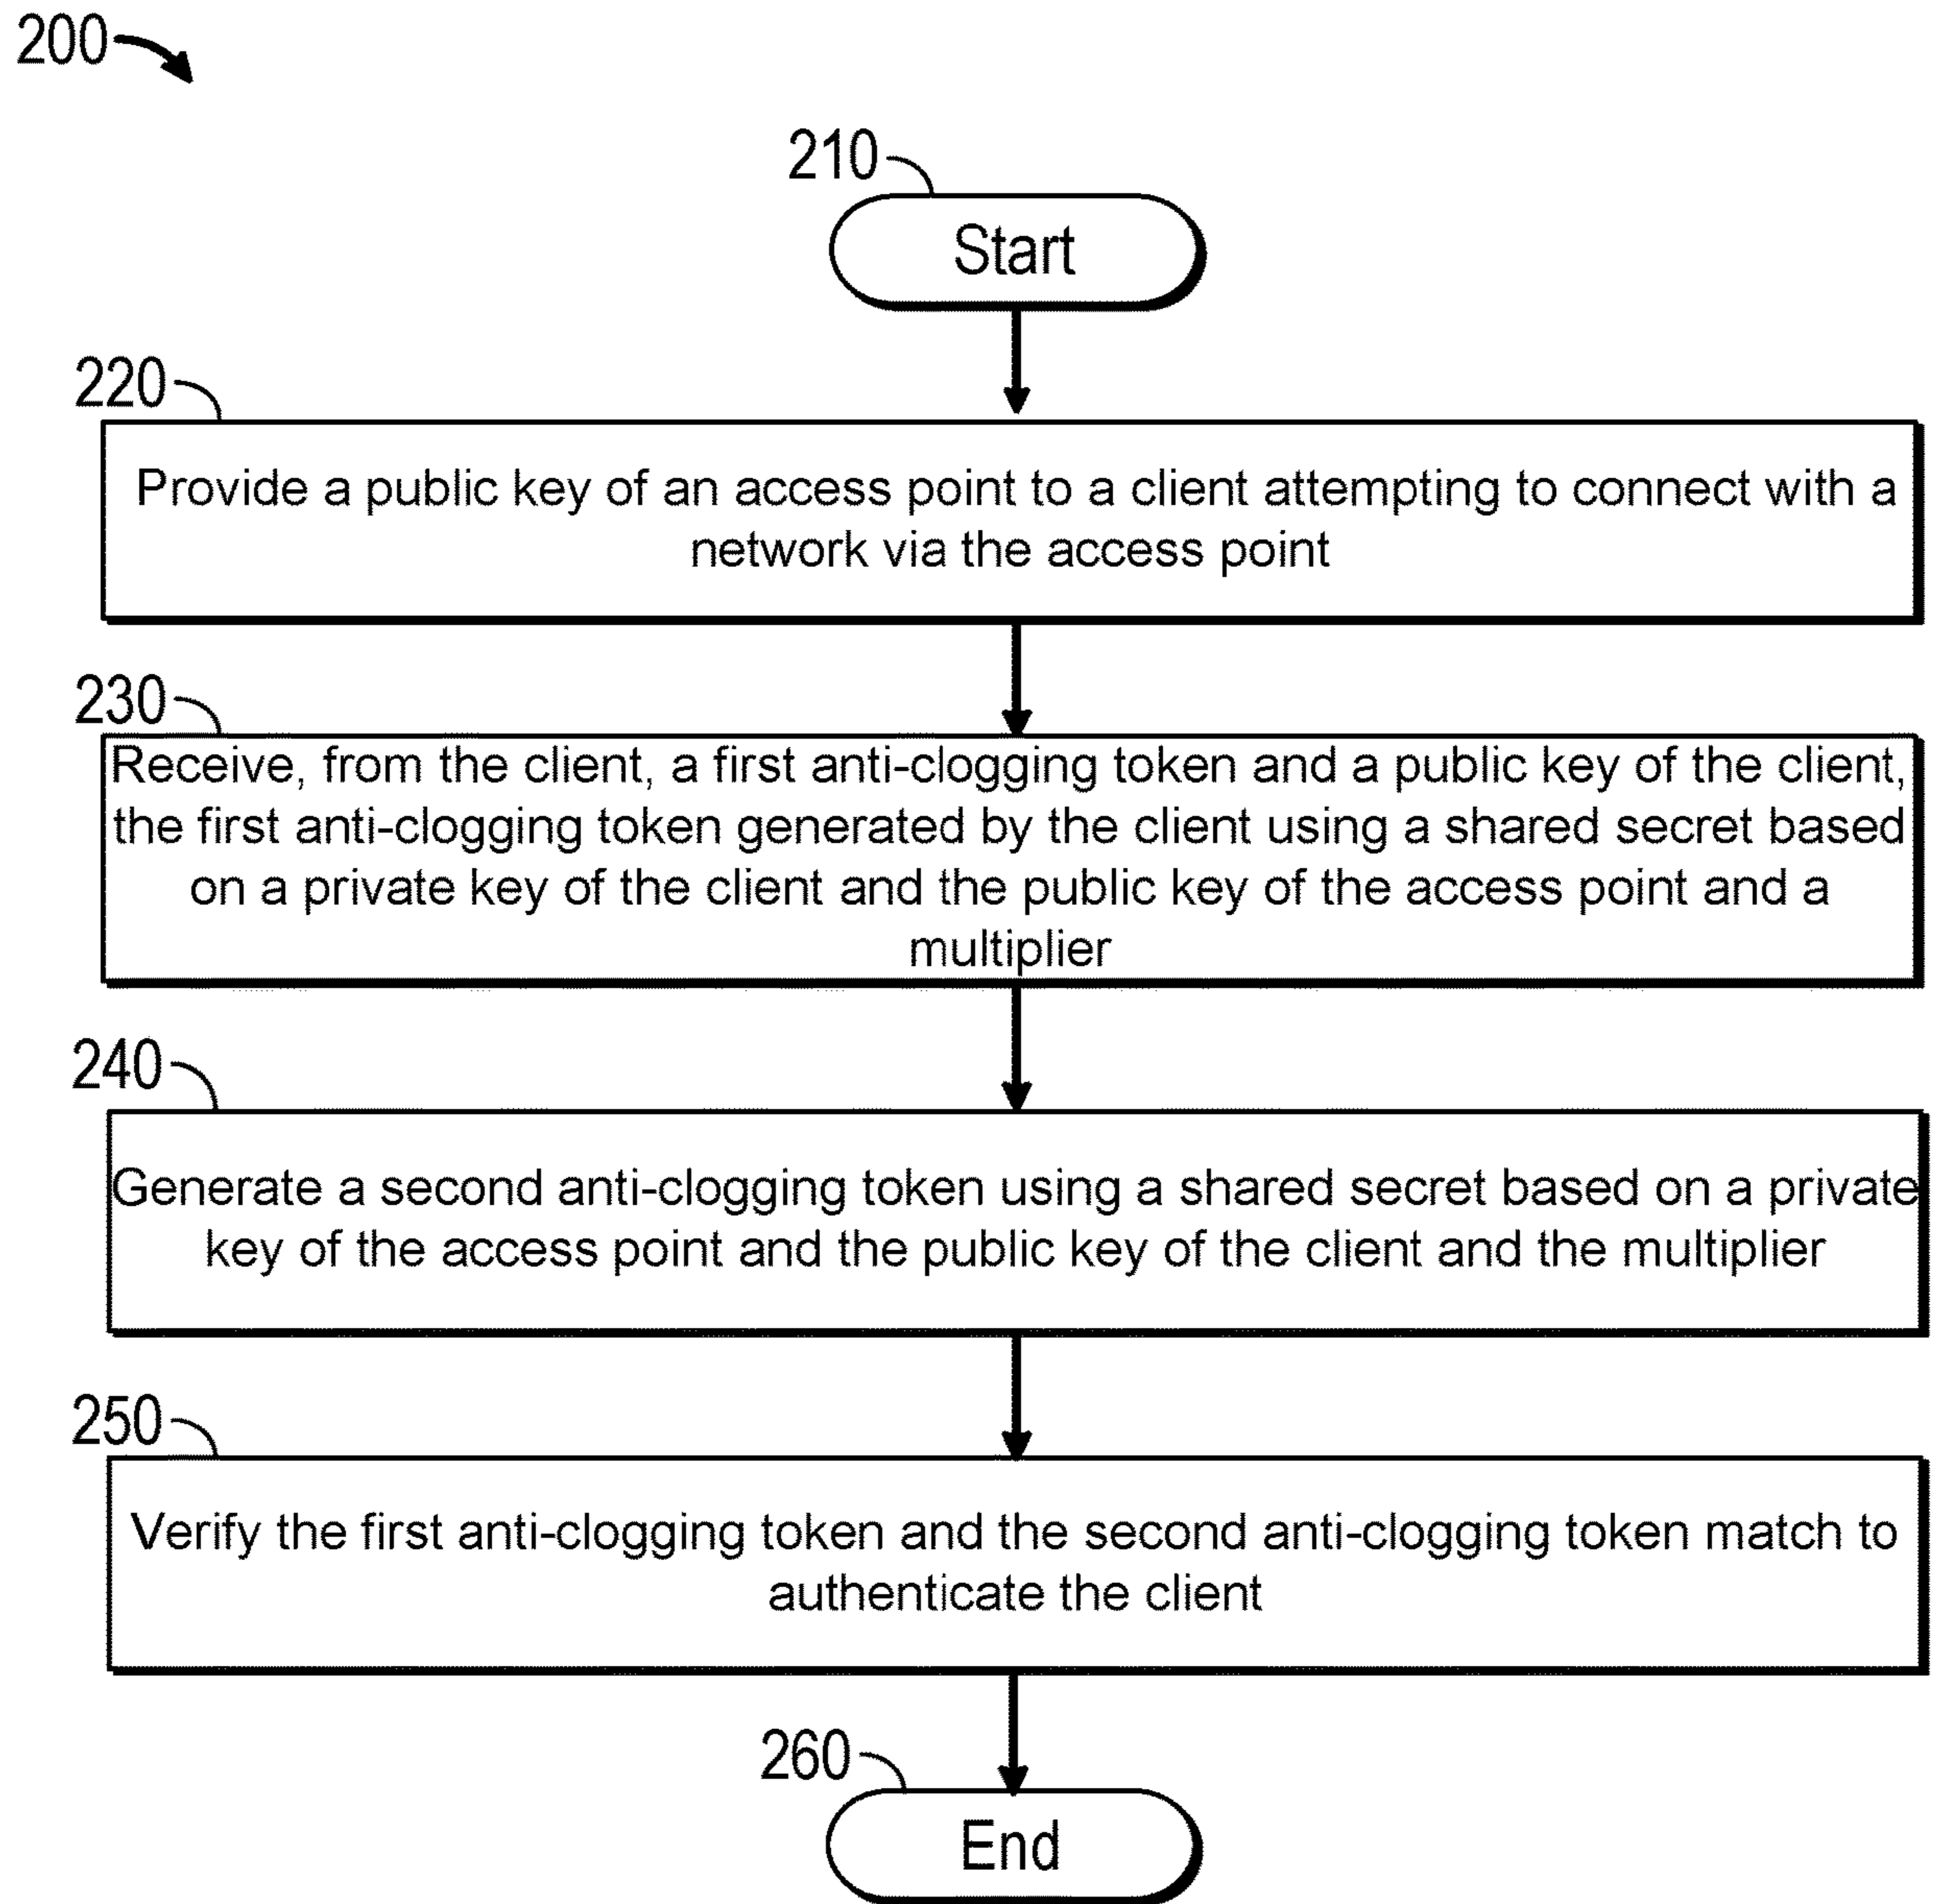 200
210
Start
220
Provide a public key of an access point to a client attempting to connect with a
network via the access point
230
Receive, from the client, a first anti-clogging token and a public key of the client,
the first anti-clogging token generated by the client using a shared secret based
on a private key of the client and the public key of the access point and a
multiplier
240
Generate a second anti-clogging token using a shared secret based on a private
key of the access point and the public key of the client and the multiplier
250
Verify the first anti-clogging token and the second anti-clogging token match to
authenticate the client
260
End